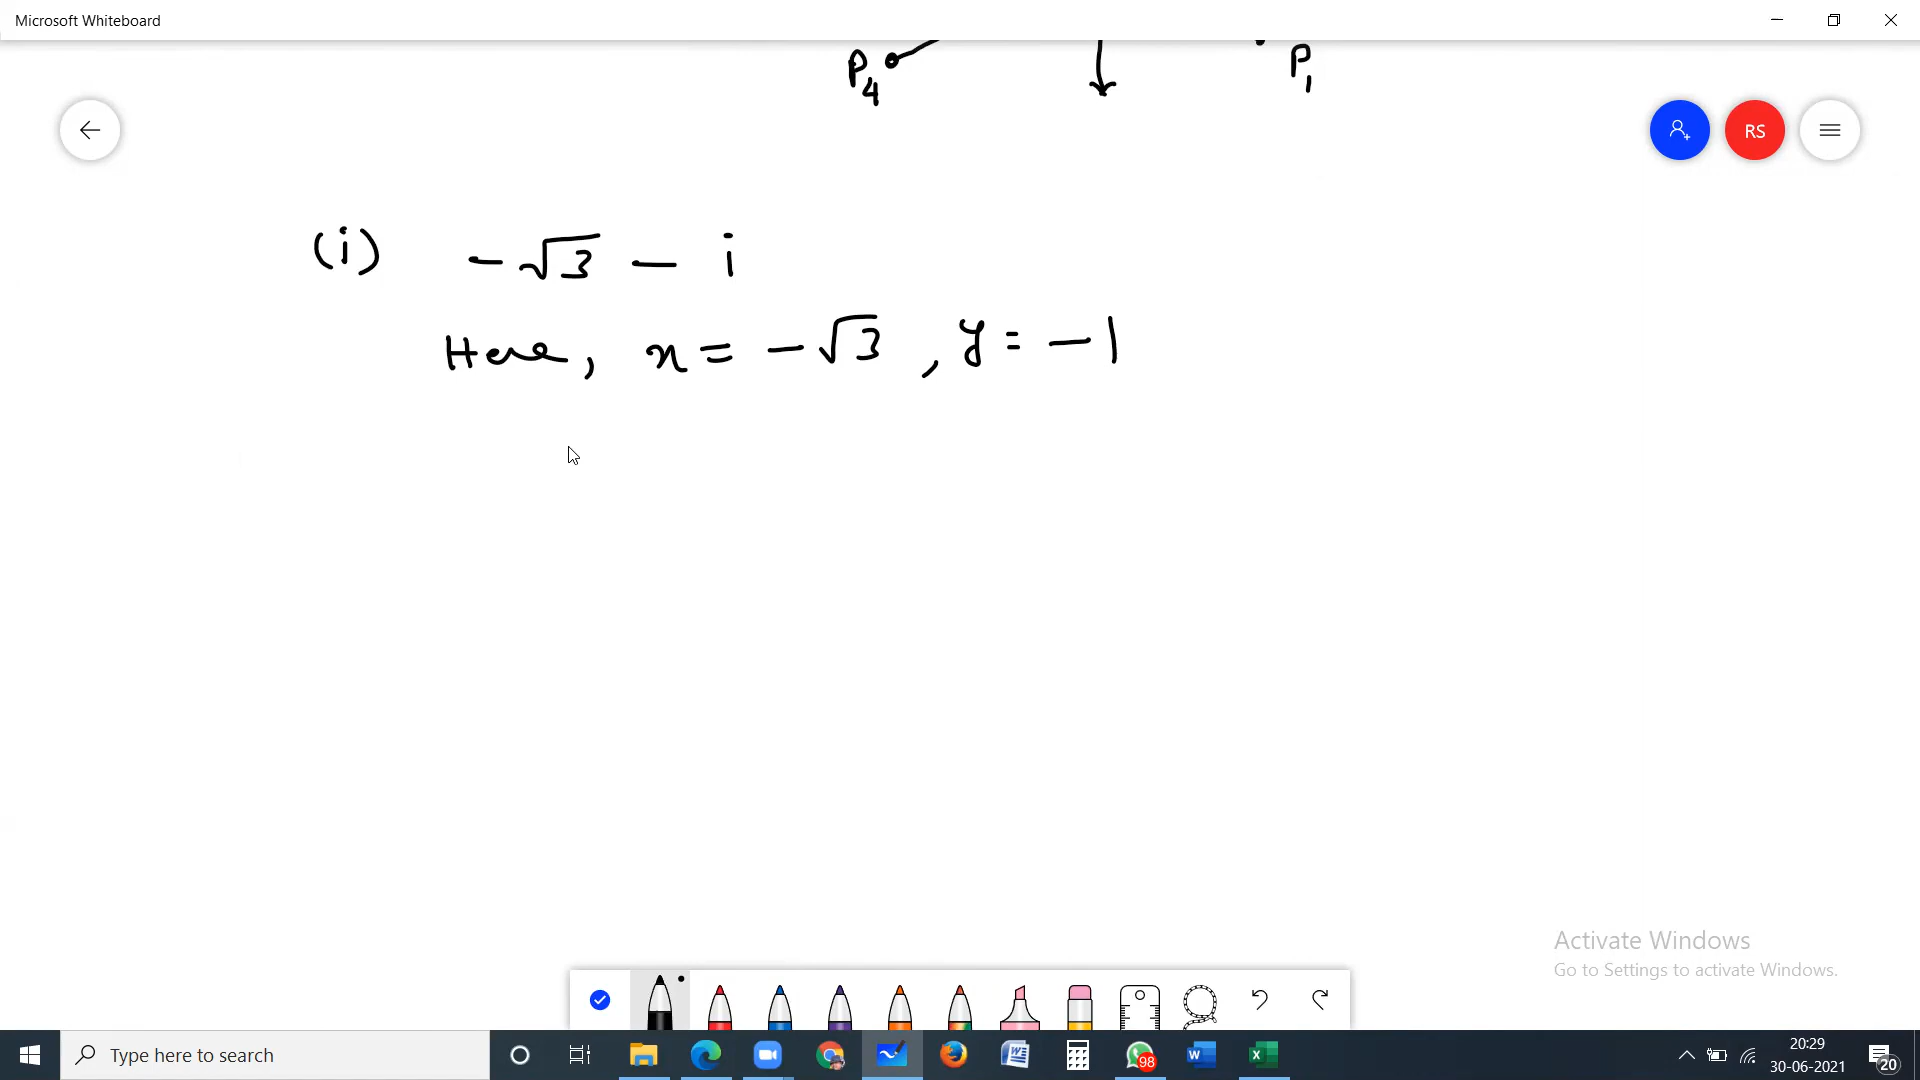 Microsoft Whiteboard
P4 P1
RS
(i) -√3 - i
Here, x = -√3, y = -1
Activate Windows
Go to Settings to activate Windows.
Type here to search
98
20:29
30-06-2021
20